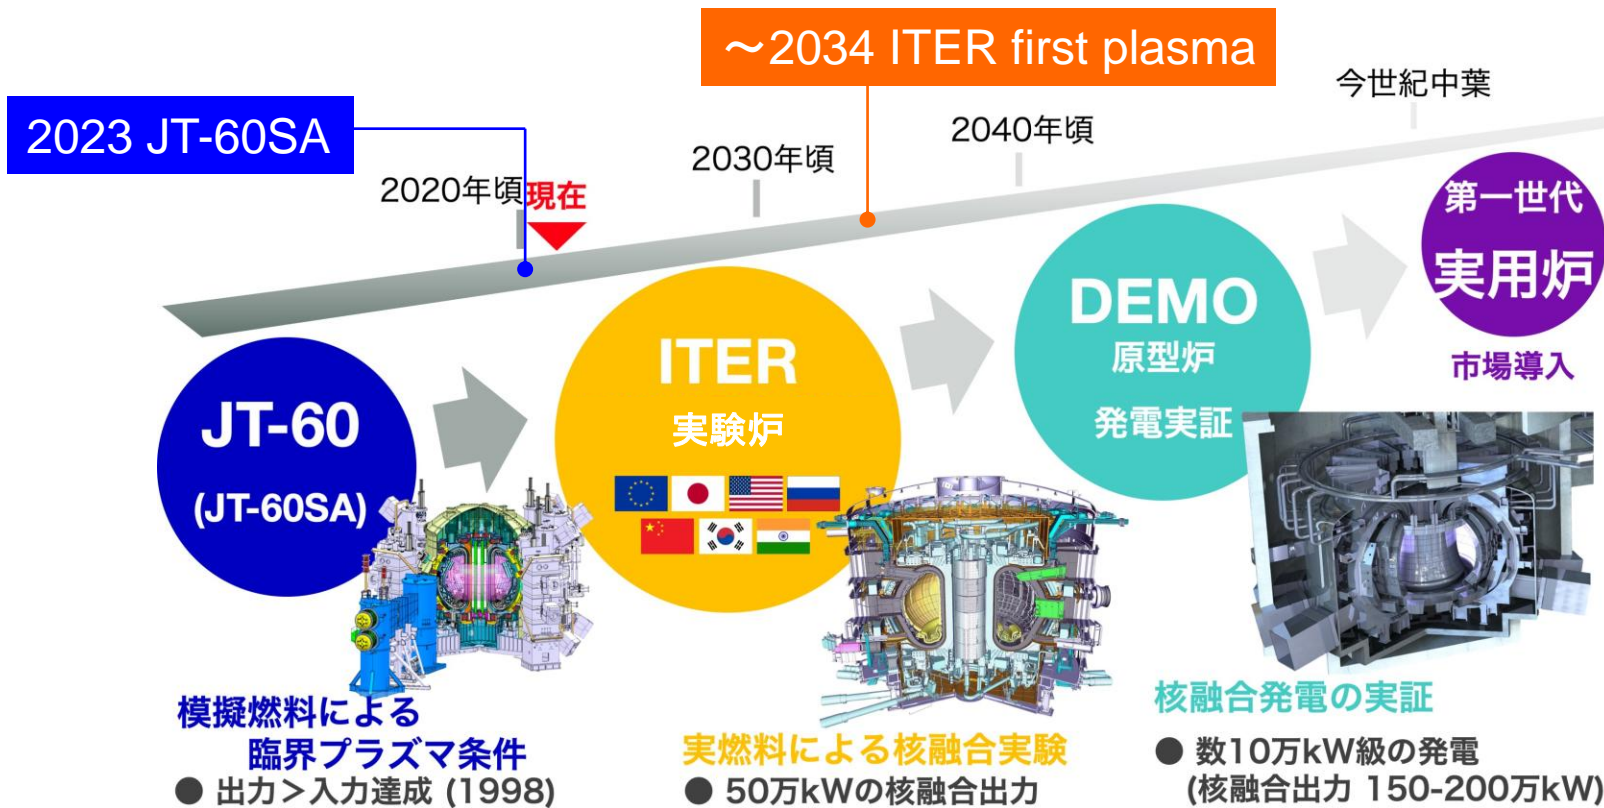 ～2034 ITER first plasma
2023 JT-60SA
2020年頃
現在
2030年頃
2040年頃
今世紀中葉
JT-60
(JT-60SA)
ITER
実験炉
DEMO
原型炉
発電実証
第一世代
実用炉
市場導入
模擬燃料による
臨界プラズマ条件
● 出力＞入力達成 (1998)
実燃料による核融合実験
● 50万kWの核融合出力
核融合発電の実証
● 数10万kW級の発電
(核融合出力 150-200万kW)